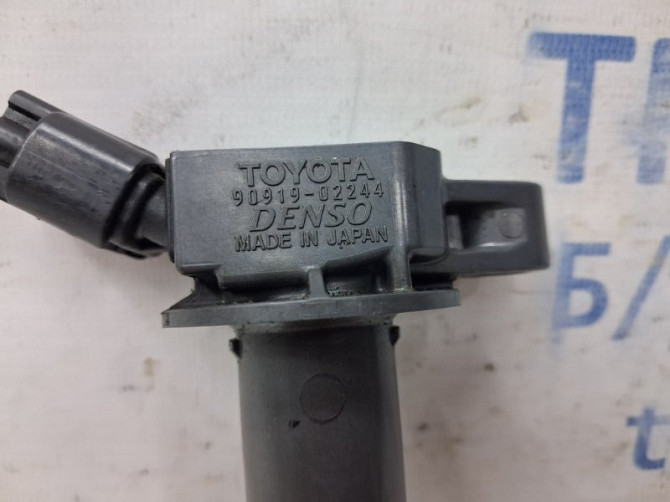 TOYOTA
90919-02244
DENSO
MADE IN JAPAN
Б/
t